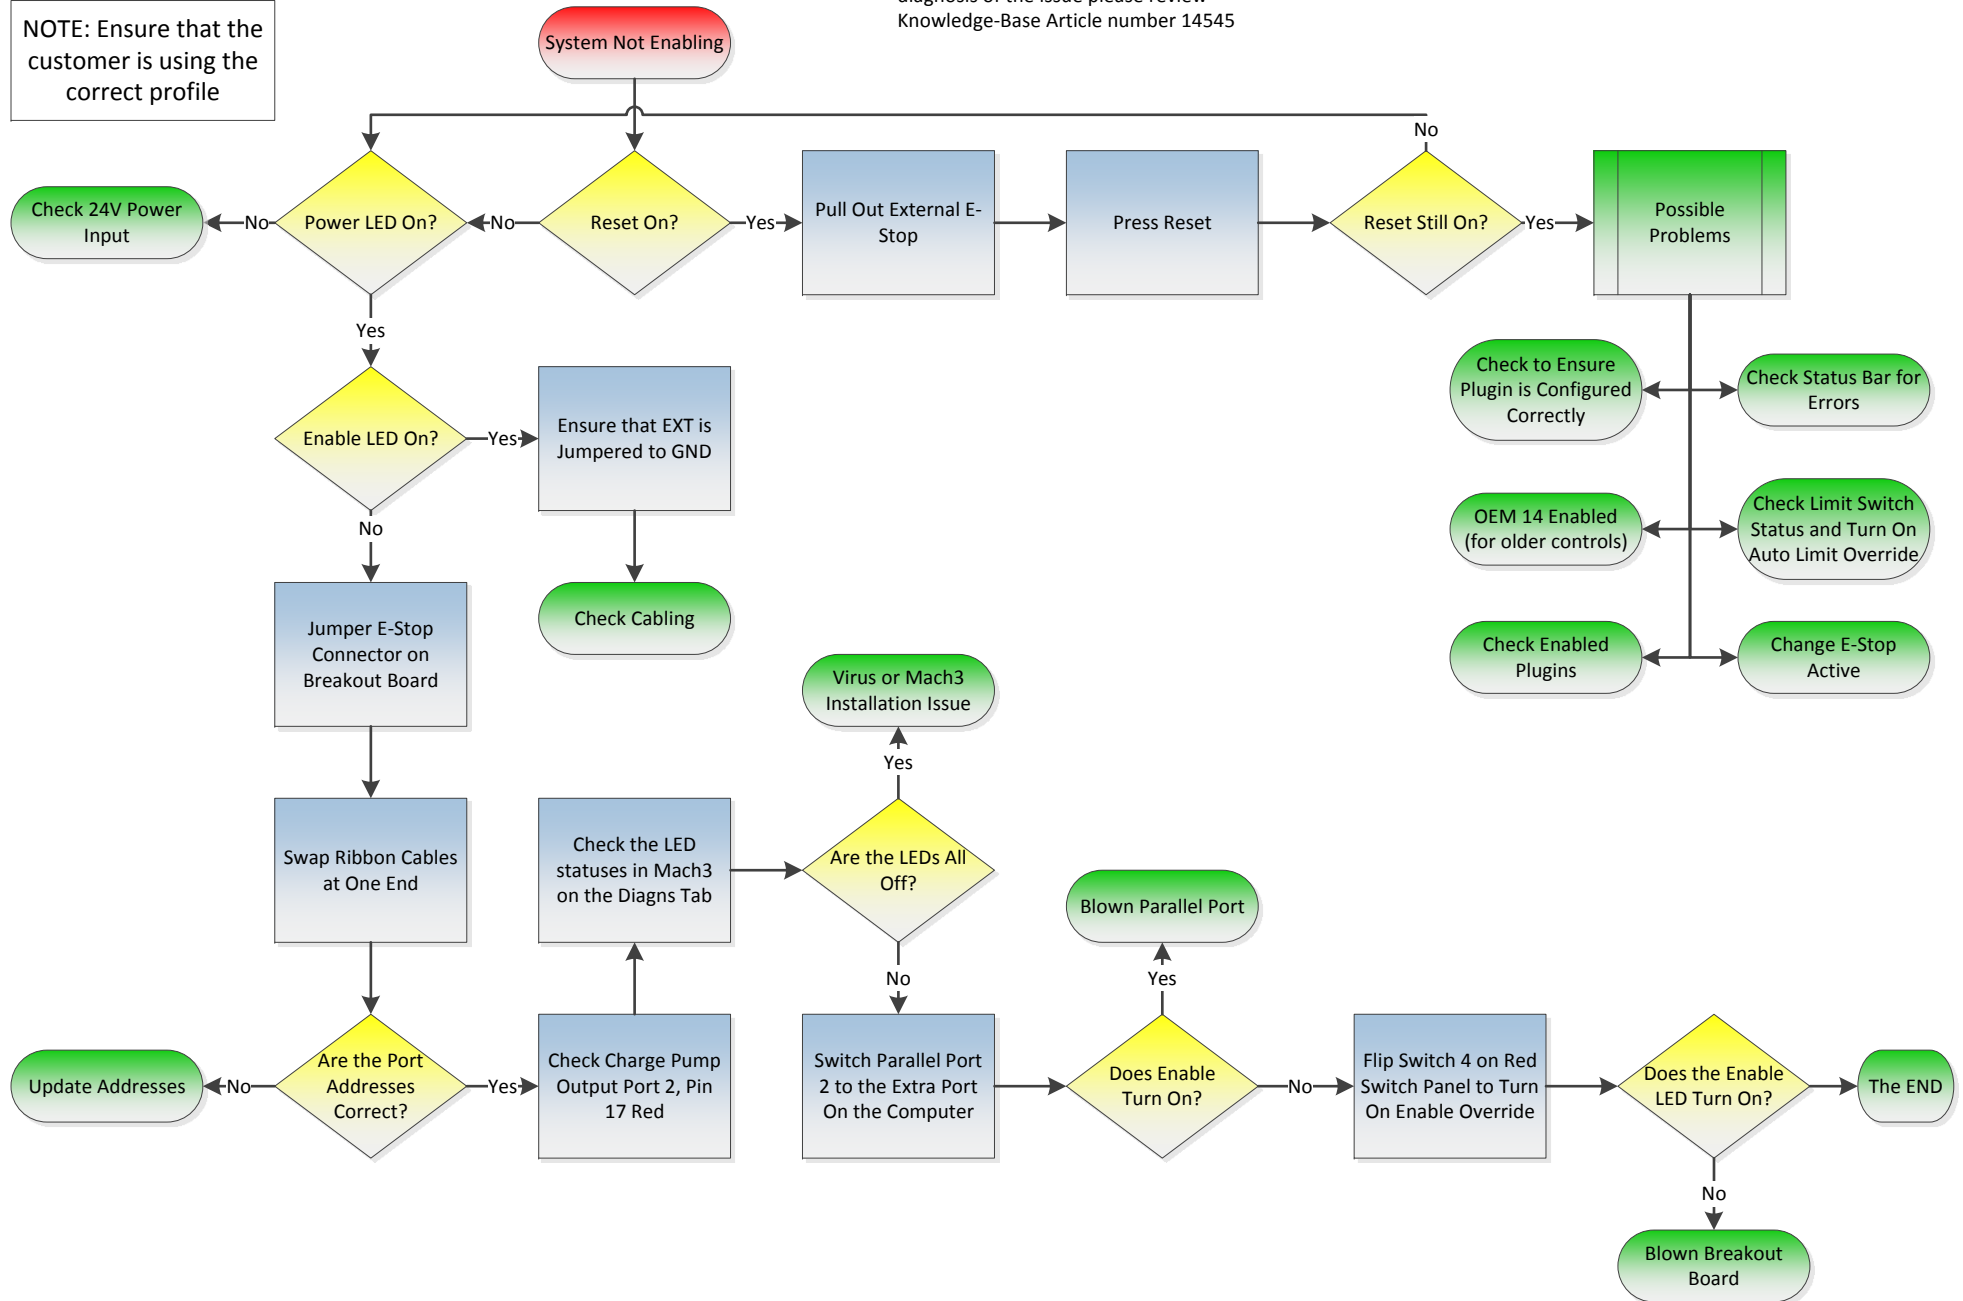 diagnosis of the issue please review
Knowledge-Base Article number 14545
NOTE: Ensure that the
customer is using the
correct profile
System Not Enabling
No
Check 24V Power
Input
No
Power LED On?
No
Reset On?
Yes
Pull Out External E-
Stop
Press Reset
Reset Still On?
Yes
Possible
Problems
Yes
Check to Ensure
Plugin is Configured
Correctly
Check Status Bar for
Errors
Enable LED On?
Yes
Ensure that EXT is
Jumpered to GND
OEM 14 Enabled
(for older controls)
Check Limit Switch
Status and Turn On
Auto Limit Override
No
Jumper E-Stop
Connector on
Breakout Board
Check Cabling
Check Enabled
Plugins
Change E-Stop
Active
Virus or Mach3
Installation Issue
Yes
Swap Ribbon Cables
at One End
Check the LED
statuses in Mach3
on the Diagns Tab
Are the LEDs All
Off?
Blown Parallel Port
No
Yes
Update Addresses
No
Are the Port
Addresses
Correct?
Yes
Check Charge Pump
Output Port 2, Pin
17 Red
Switch Parallel Port
2 to the Extra Port
On the Computer
Does Enable
Turn On?
No
Flip Switch 4 on Red
Switch Panel to Turn
On Enable Override
Does the Enable
LED Turn On?
The END
No
Blown Breakout
Board